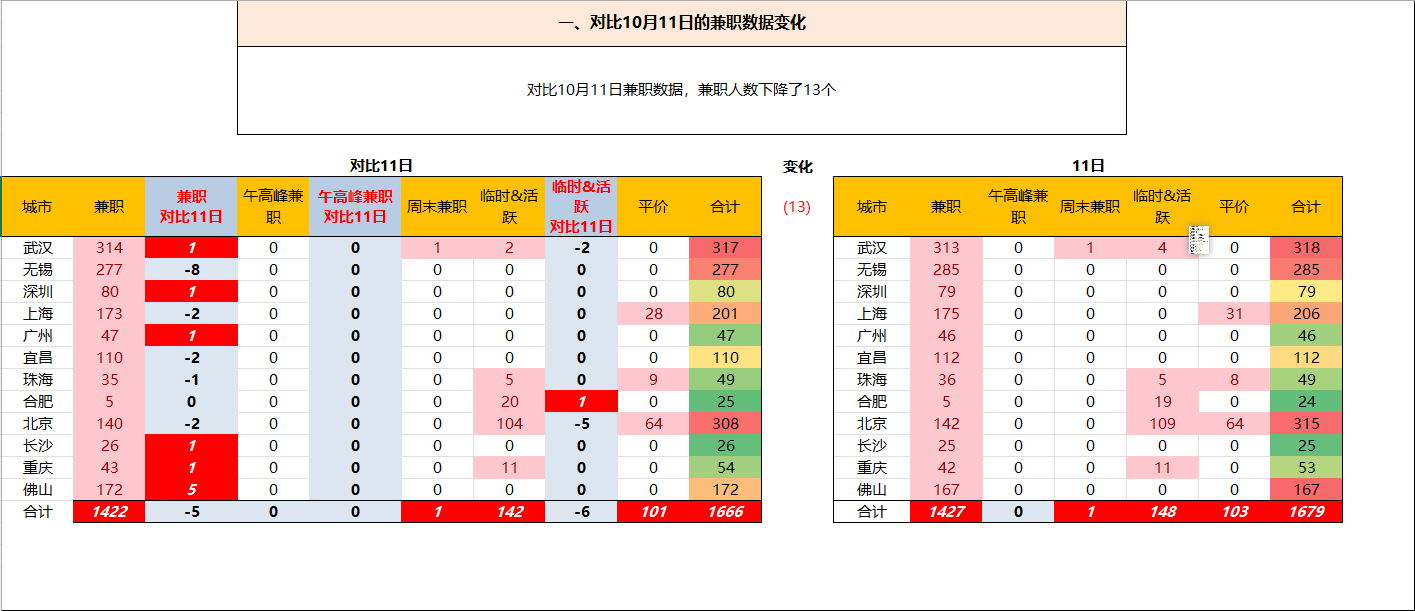 一、对比10月11日的兼职数据变化
对比10月11日兼职数据，兼职人数下降了13个
对比11日 变化 11日
城市 兼职 兼职 对比11日 午高峰兼职 午高峰兼职 对比11日 周末兼职 临时&活跃 临时&活跃 对比11日 平价 合计 (13) 城市 兼职 午高峰兼职 周末兼职 临时&活跃 平价 合计
武汉 314 1 0 0 1 2 -2 0 317 武汉 313 0 1 4 0 318
无锡 277 -8 0 0 0 0 0 0 277 无锡 285 0 0 0 0 285
深圳 80 1 0 0 0 0 0 0 80 深圳 79 0 0 0 0 79
上海 173 -2 0 0 0 0 0 28 201 上海 175 0 0 0 31 206
广州 47 1 0 0 0 0 0 0 47 广州 46 0 0 0 0 46
宜昌 110 -2 0 0 0 0 0 0 110 宜昌 112 0 0 0 0 112
珠海 35 -1 0 0 0 5 0 9 49 珠海 36 0 0 5 8 49
合肥 5 0 0 0 0 20 1 0 25 合肥 5 0 0 19 0 24
北京 140 -2 0 0 0 104 -5 64 308 北京 142 0 0 109 64 315
长沙 26 1 0 0 0 0 0 0 26 长沙 25 0 0 0 0 25
重庆 43 1 0 0 0 11 0 0 54 重庆 42 0 0 11 0 53
佛山 172 5 0 0 0 0 0 0 172 佛山 167 0 0 0 0 167
合计 1422 -5 0 0 1 142 -6 101 1666 合计 1427 0 1 148 103 1679